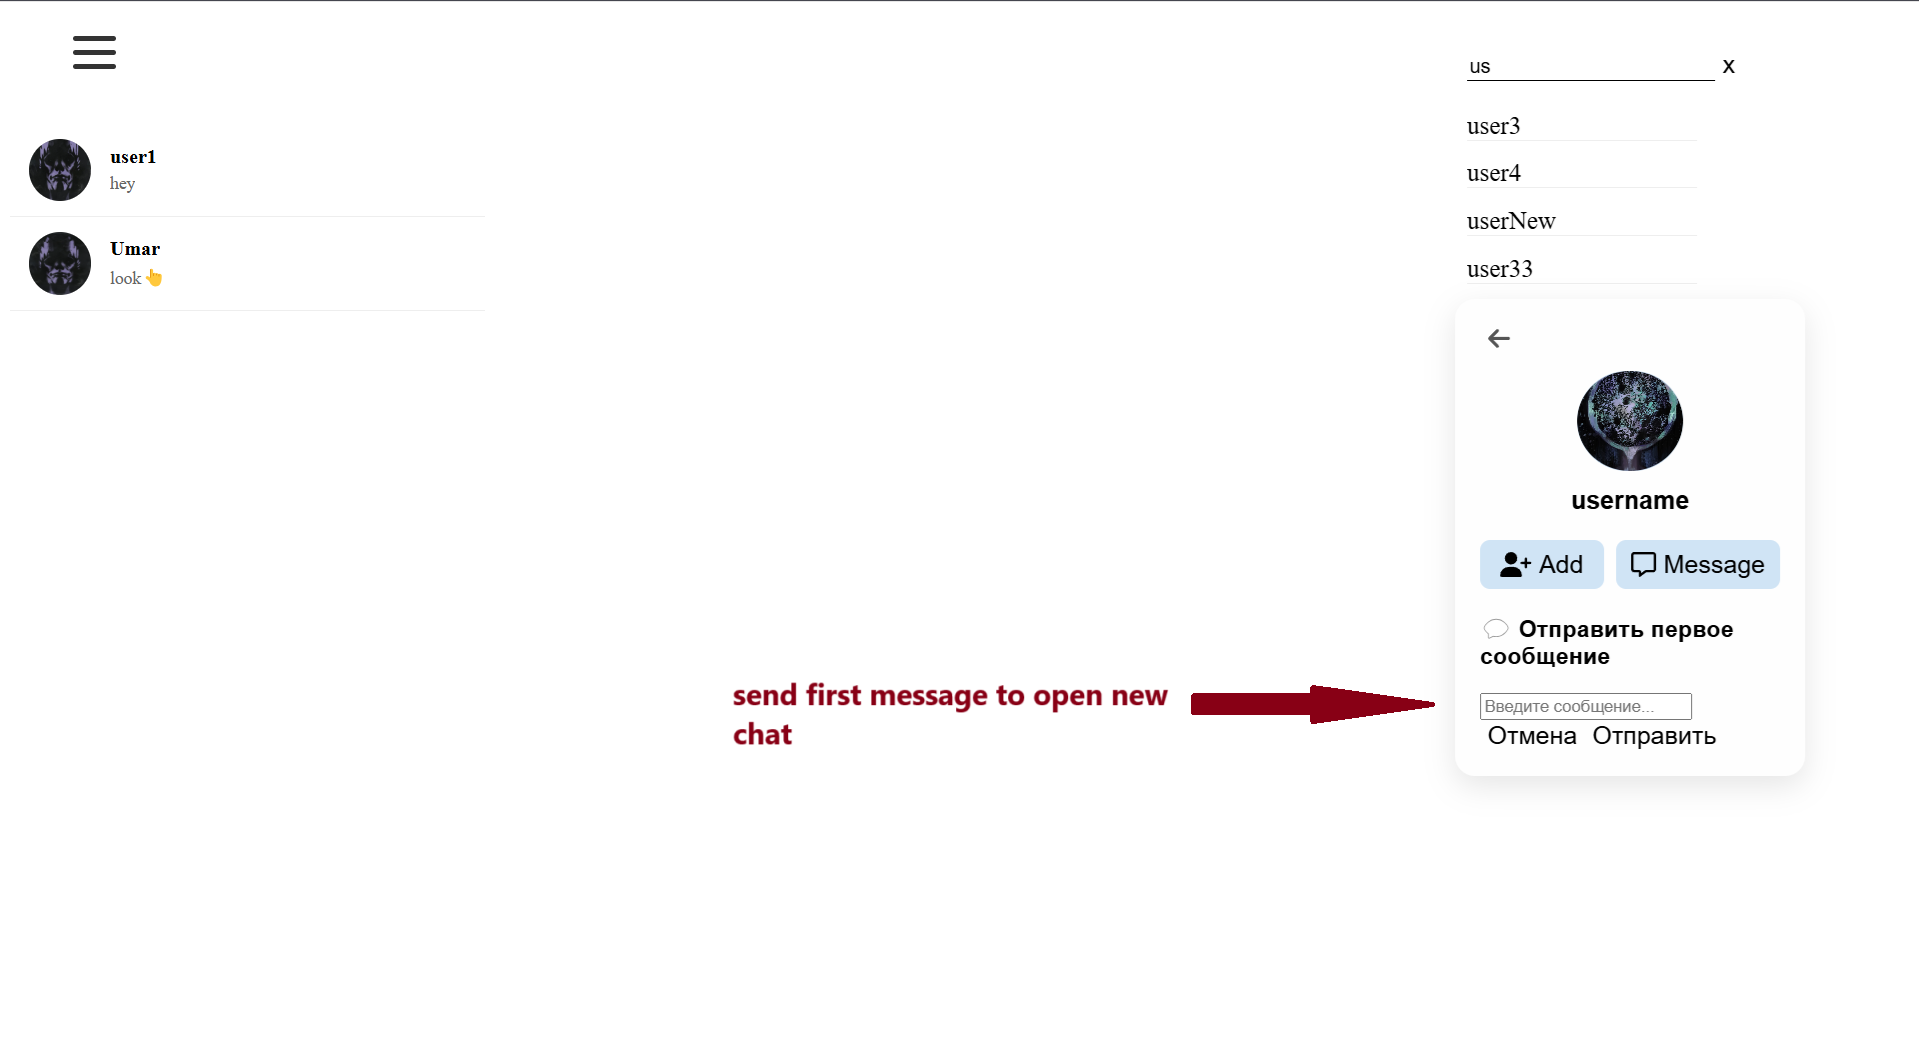 us x
user1
hey
Umar
look 👆
user3
user4
userNew
user33
username
Add Message
Отправить первое
сообщение
send first message to open new
chat
Введите сообщение...
Отмена Отправить